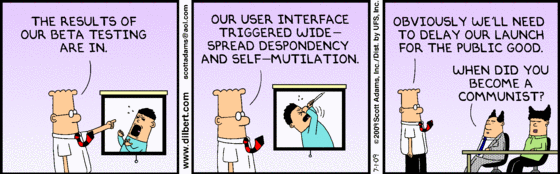 THE RESULTS OF
OUR BETA TESTING
ARE IN.
scottadams@aol.com
www.dilbert.com
OUR USER INTERFACE
TRIGGERED WIDE-
SPREAD DESPONDENCY
AND SELF-MUTILATION.
7-1-09 ©2009 Scott Adams, Inc./Dist. by UFS, Inc.
OBVIOUSLY WE'LL NEED
TO DELAY OUR LAUNCH
FOR THE PUBLIC GOOD.
WHEN DID YOU
BECOME A
COMMUNIST?